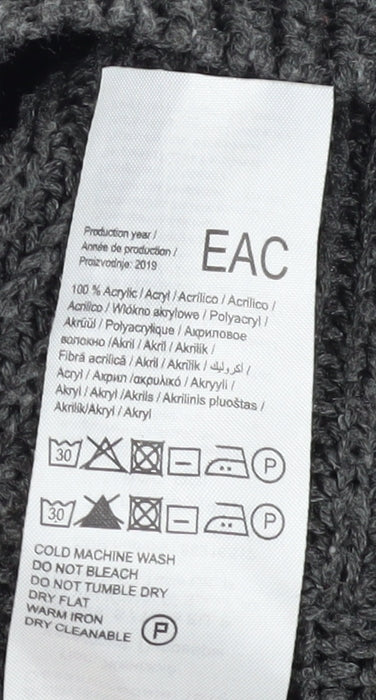 Production year /
Année de production /
Proizvodnje: 2019
EAC
100 % Acrylic / Acryl / Acrílico / Acrilico /
Acrilico / Włókno akrylowe / Polyacryl /
Akrüül / Polyacrylique / Акриловое
волокно /Akril / Akril / Akrilik /
Fibră acrilică / Akril / Akrilik / أكريليك /
Acryl / Акрил /ακρυλικό / Akryyli /
Akryl / Akryl /Akrils / Akrilinis pluoštas /
Akrilik/Akryl / Akryl
30 P
30 P
COLD MACHINE WASH
DO NOT BLEACH
DO NOT TUMBLE DRY
DRY FLAT
WARM IRON
DRY CLEANABLE P